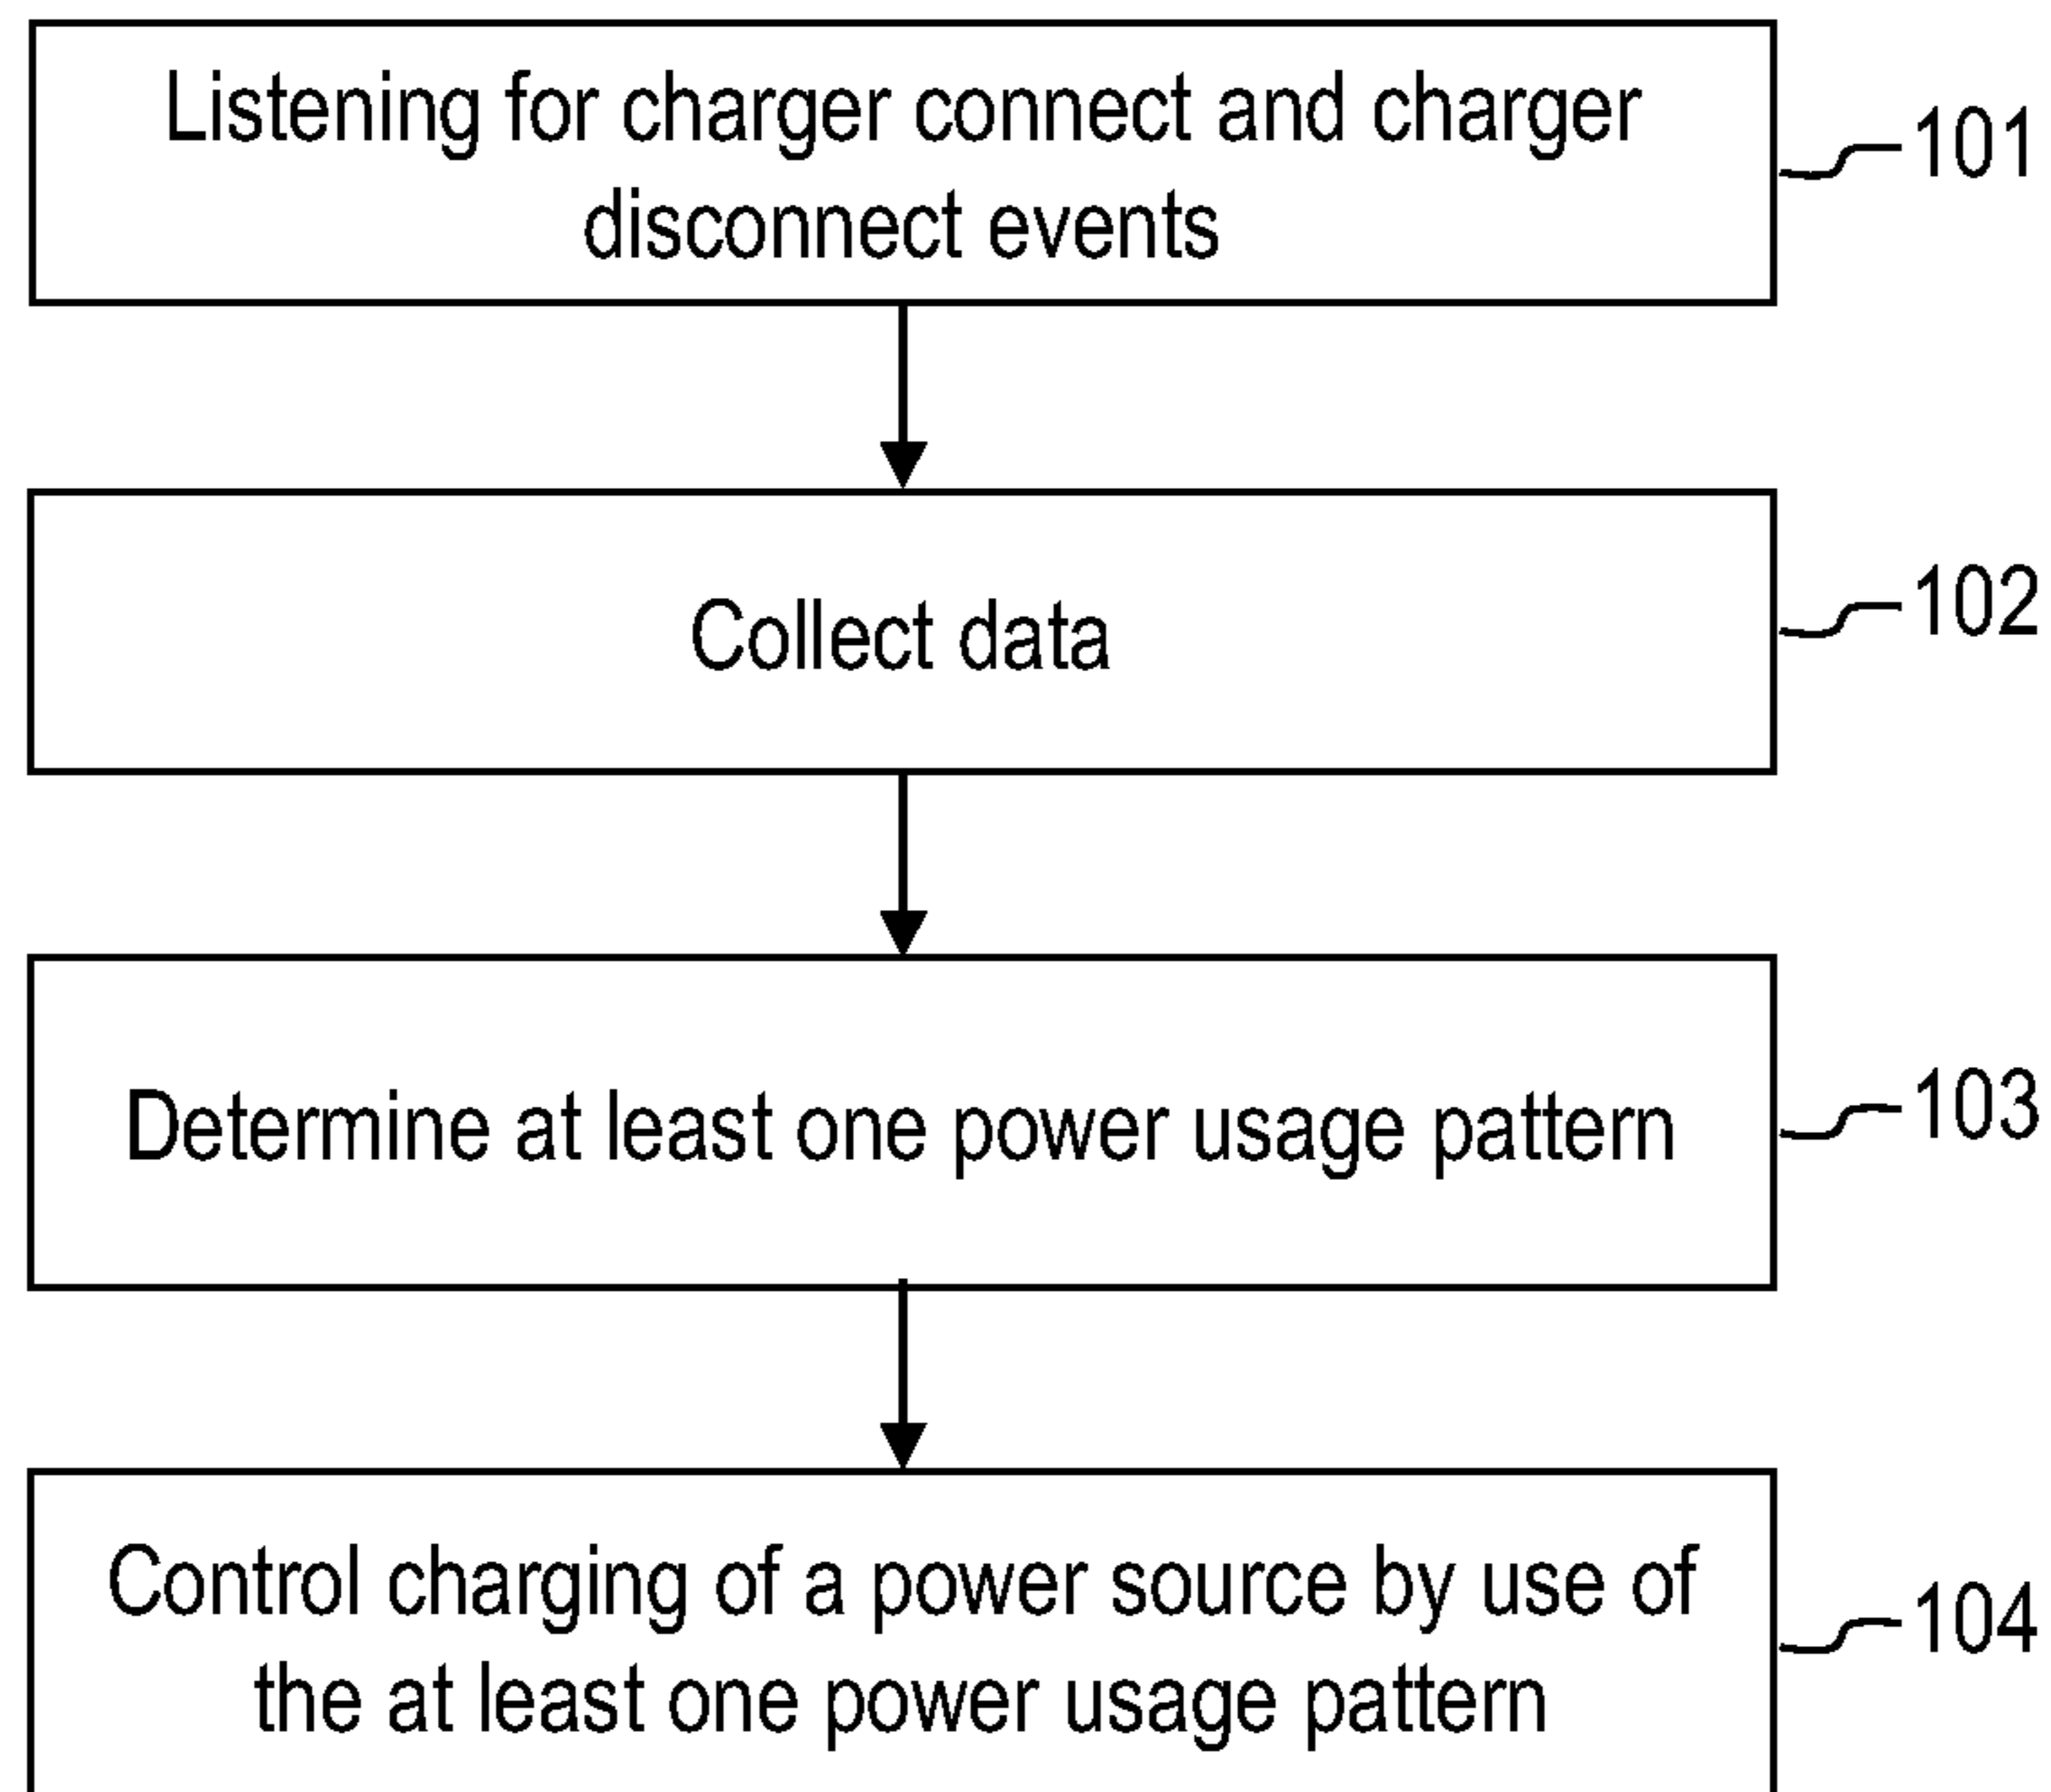 Listening for charger connect and charger
disconnect events
101
Collect data
102
Determine at least one power usage pattern
103
Control charging of a power source by use of
the at least one power usage pattern
104